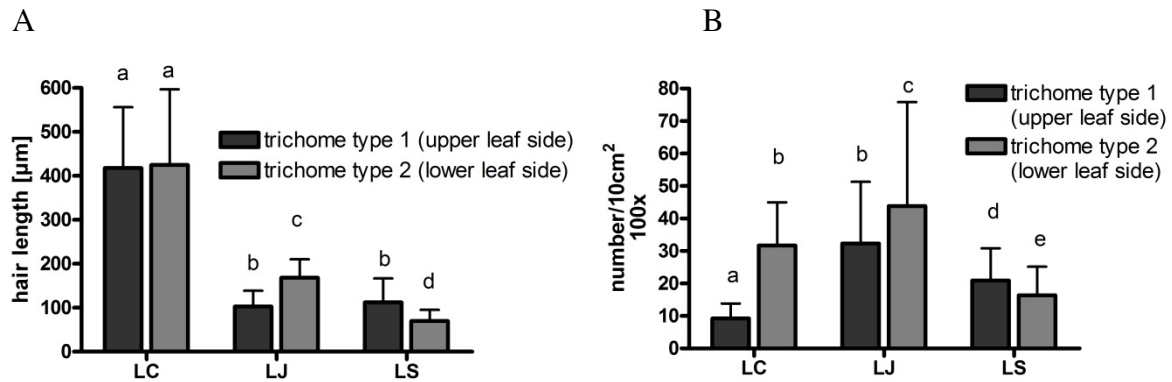 A
hair length [µm]
600
500
400
300
200
100
0
a
a
b
c
b
d
trichome type 1 (upper leaf side)
trichome type 2 (lower leaf side)
LC
LJ
LS
B
number/10cm²
100x
80
70
60
50
40
30
20
10
0
a
b
b
c
d
e
trichome type 1
(upper leaf side)
trichome type 2
(lower leaf side)
LC
LJ
LS